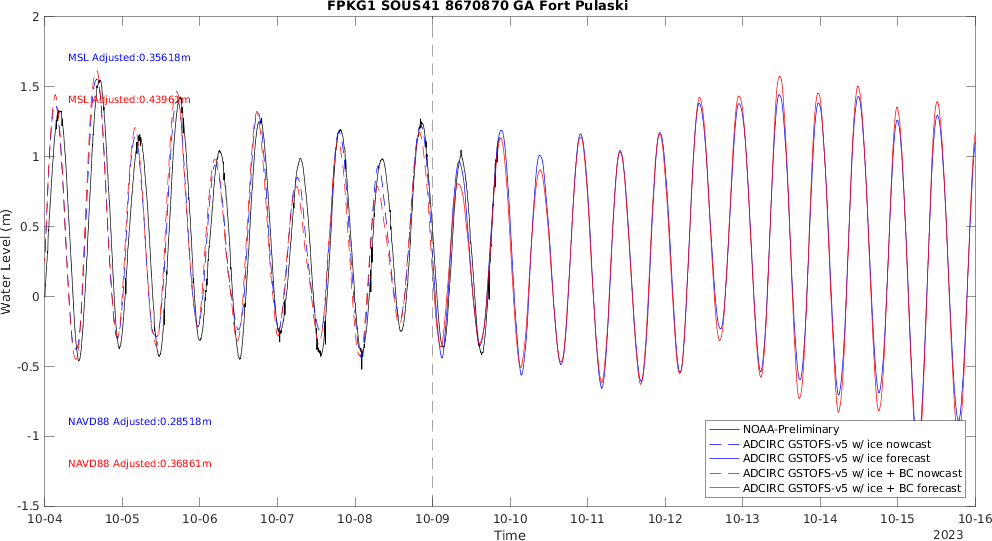 FPKG1 SOUS41 8670870 GA Fort Pulaski
2
1.5
1
0.5
0
-0.5
-1
-1.5
Water Level (m)
MSL Adjusted:0.35618m
MSL Adjusted:0.43962m
NAVD88 Adjusted:0.28518m
NAVD88 Adjusted:0.36861m
NOAA-Preliminary
ADCIRC GSTOFS-v5 w/ ice nowcast
ADCIRC GSTOFS-v5 w/ ice forecast
ADCIRC GSTOFS-v5 w/ ice + BC nowcast
ADCIRC GSTOFS-v5 w/ ice + BC forecast
10-04 10-05 10-06 10-07 10-08 10-09 10-10 10-11 10-12 10-13 10-14 10-15 10-16
Time
2023